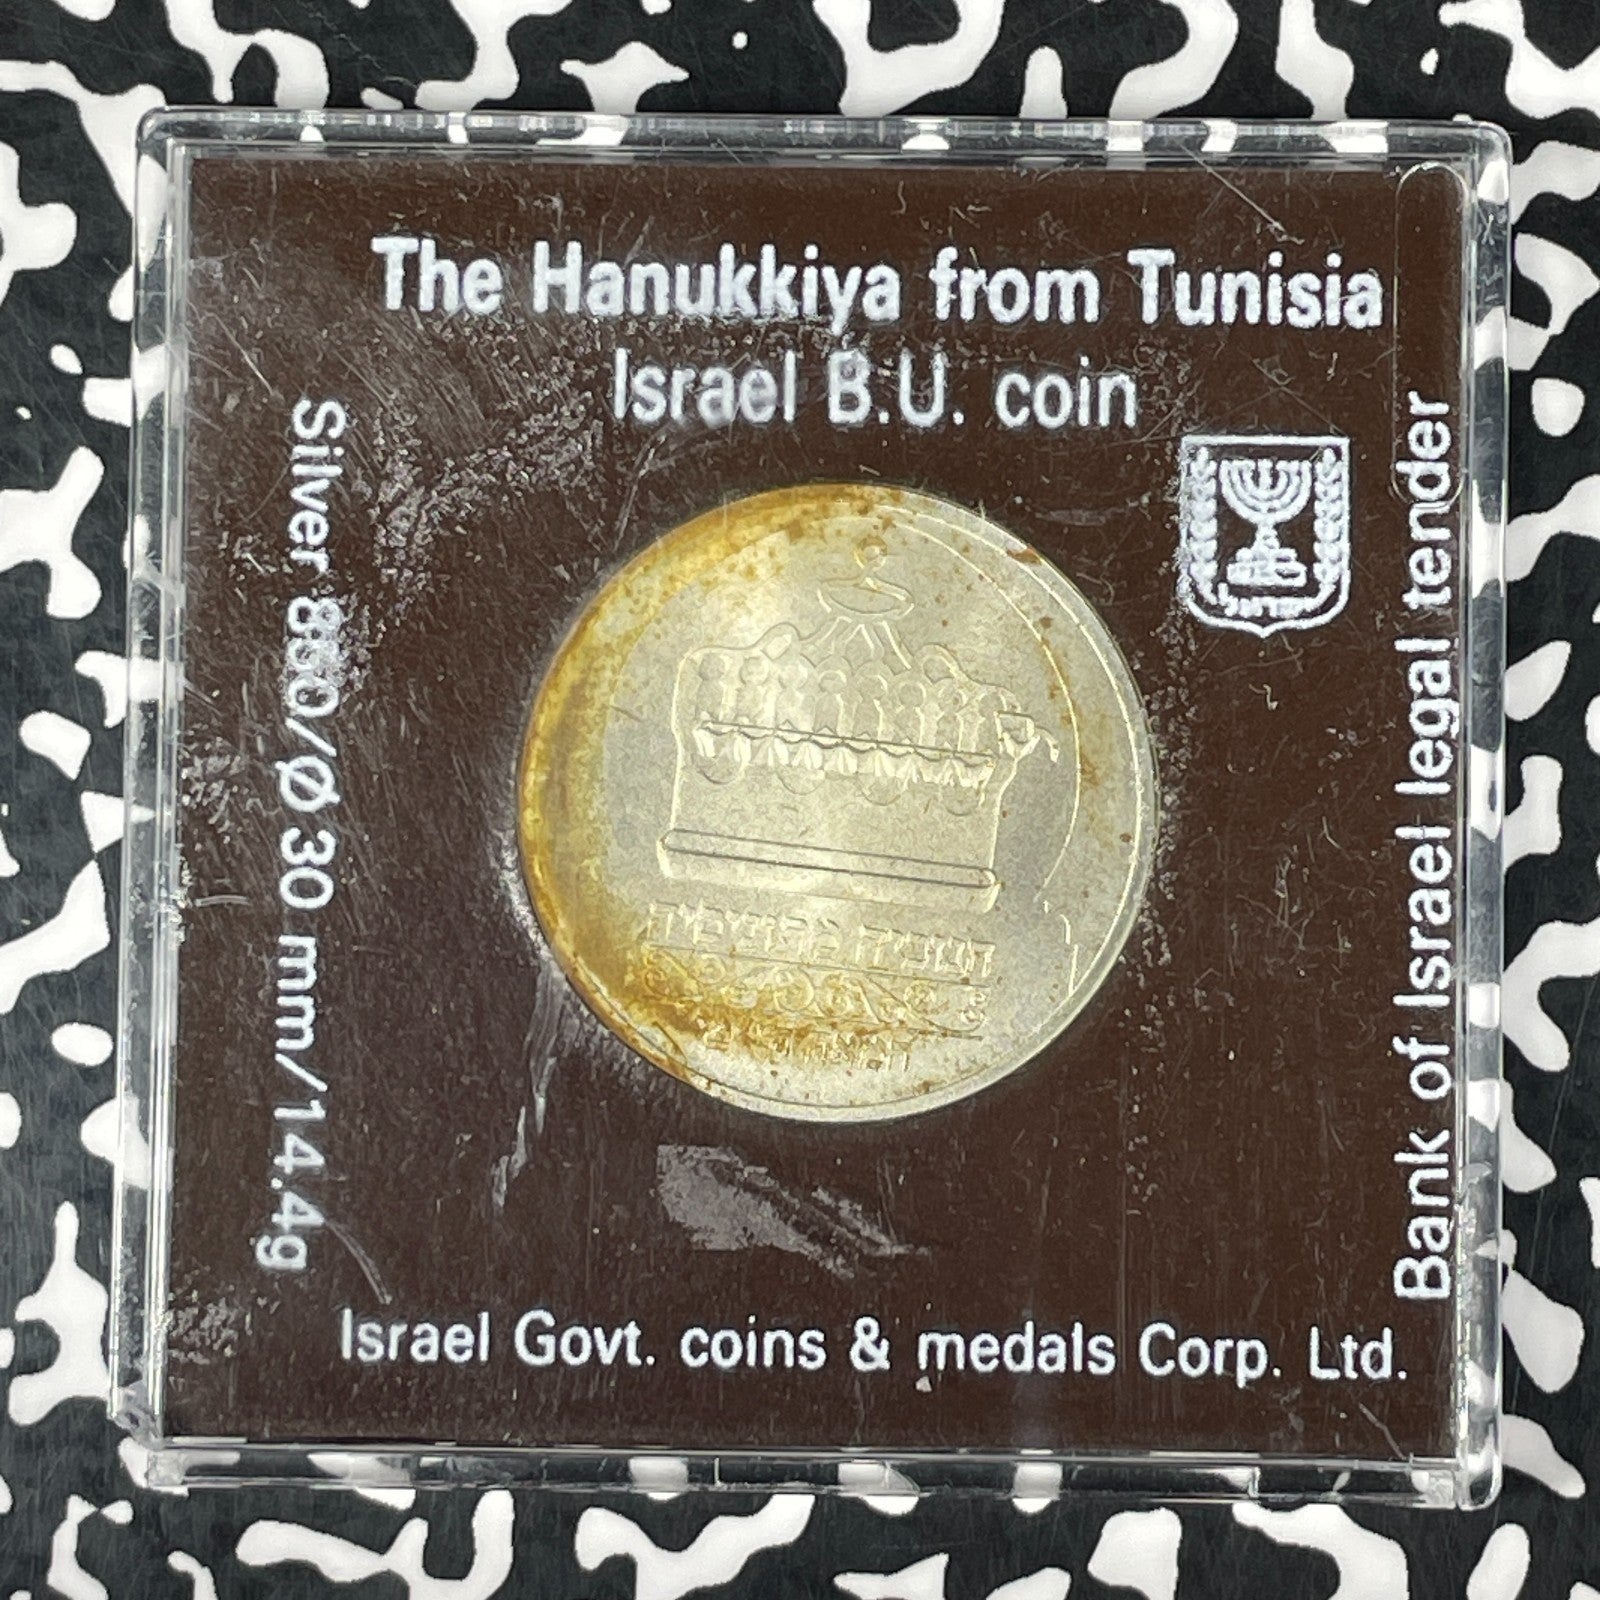 The Hanukkiya from Tunisia
Israel B.U. coin
Silver 850/Ø 30 mm/14.4g
ישראל
Bank of Israel legal tender
Israel Govt. coins & medals Corp. Ltd.